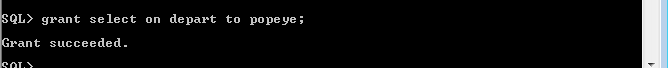 SQL> grant select on depart to popeye;
Grant succeeded.
SQL>